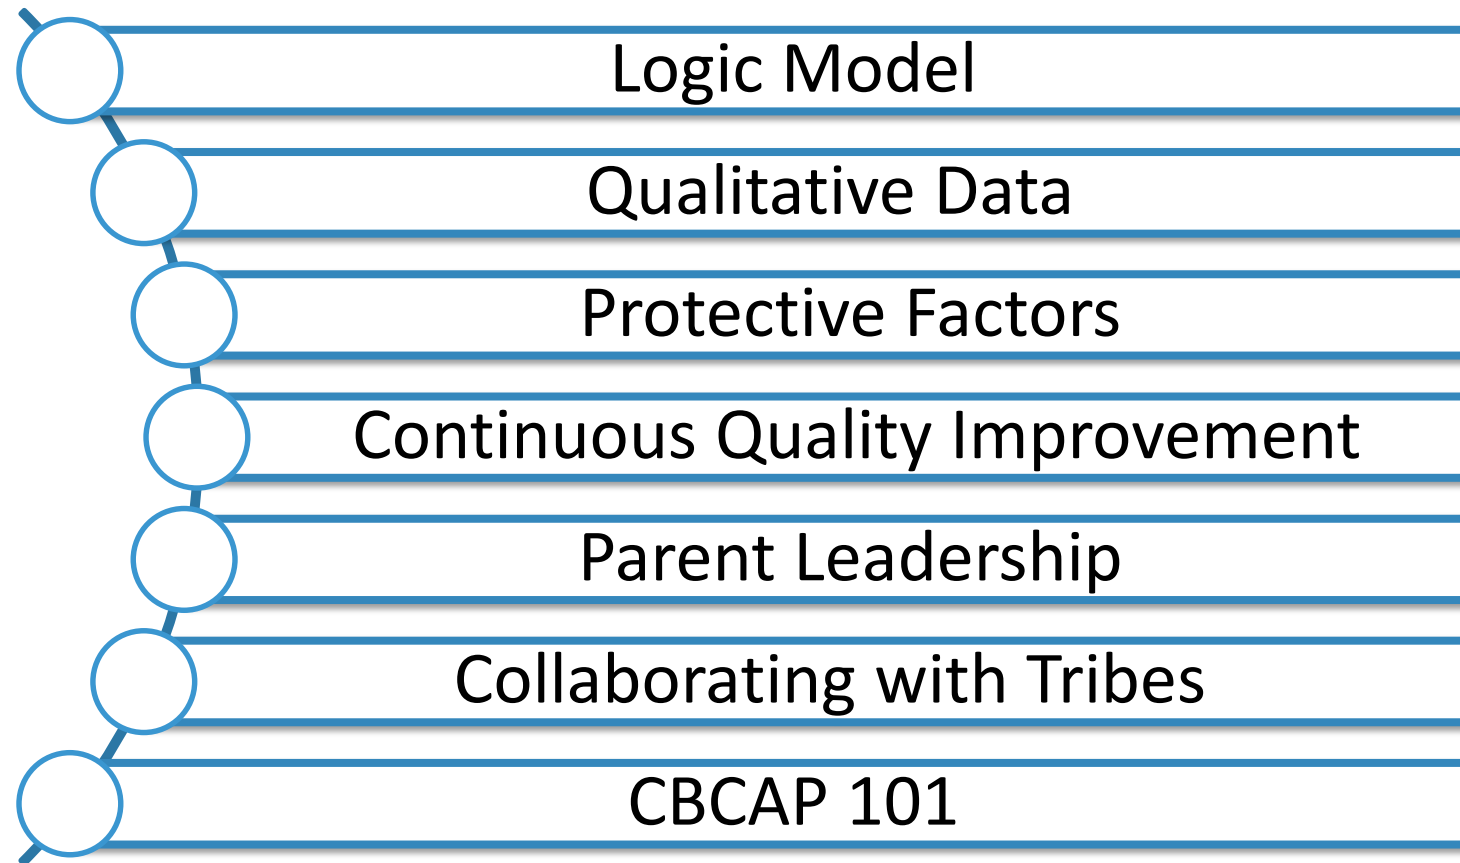 Logic Model
Qualitative Data
Protective Factors
Continuous Quality Improvement
Parent Leadership
Collaborating with Tribes
CBCAP 101